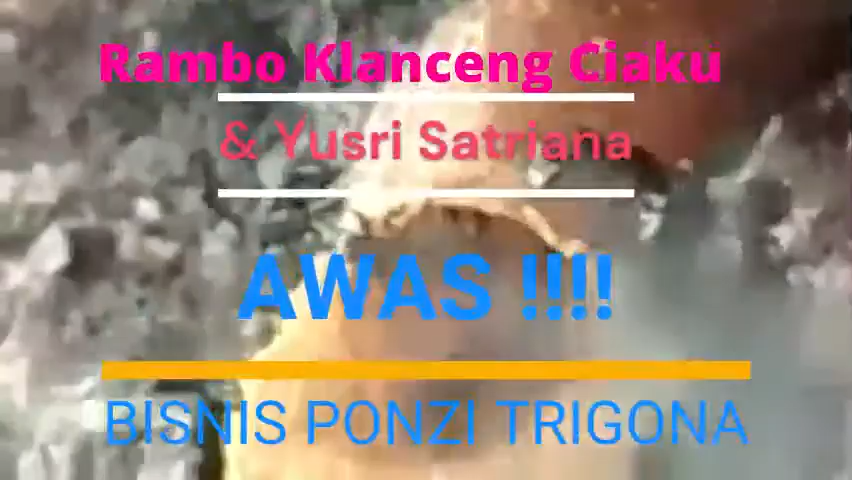 Rambo Klanceng Ciaku
& Yusri Satriana
AWAS !!!!
BISNIS PONZI TRIGONA